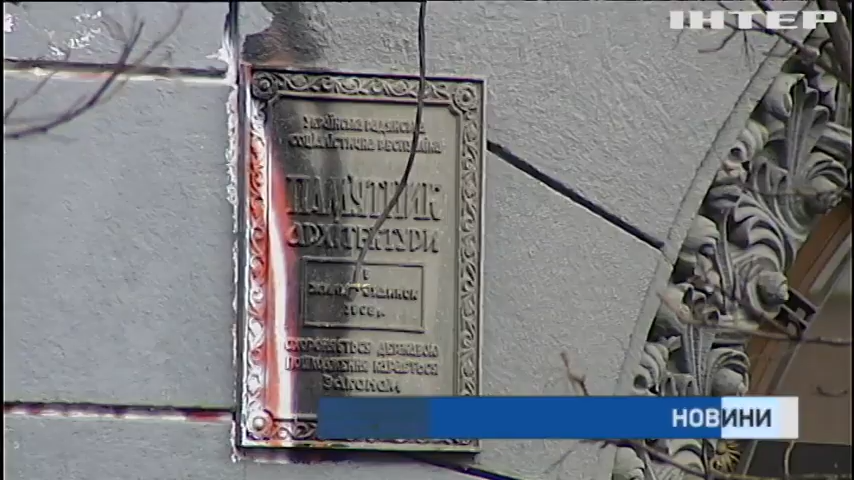 ІНТЕР
УКРАЇНСЬКА РАДЯНСЬКА
СОЦІАЛІСТИЧНА РЕСПУБЛІКА
ПАМ'ЯТНИК
АРХІТЕКТУРИ
ОХОРОНЯЄТЬСЯ ДЕРЖАВОЮ
ПОШКОДЖЕННЯ КАРАЄТЬСЯ
ЗАКОНОМ
НОВИНИ